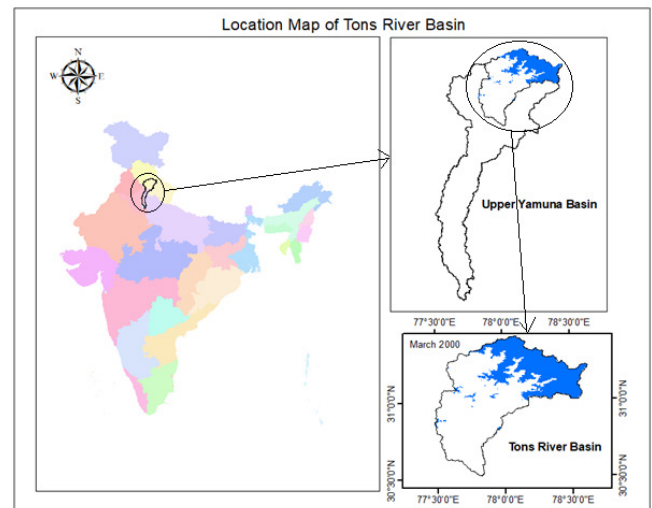 Location Map of Tons River Basin
N
W E
S
Upper Yamuna Basin
77°30'0"E 78°0'0"E 78°30'0"E
March 2000
31°0'0"N
31°0'0"N
Tons River Basin
30°30'0"N
30°30'0"N
77°30'0"E 78°0'0"E 78°30'0"E